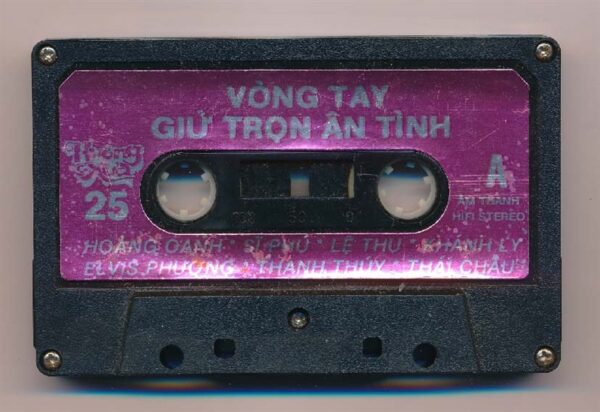 VÒNG TAY
GIỮ TRỌN ÂN TÌNH
25
A
ÂM THANH
HIFI STEREO
HOÀNG OANH * SĨ PHÚ * LỆ THU * KHÁNH LY
ELVIS PHƯƠNG * THANH THÚY * THÁI CHÂU